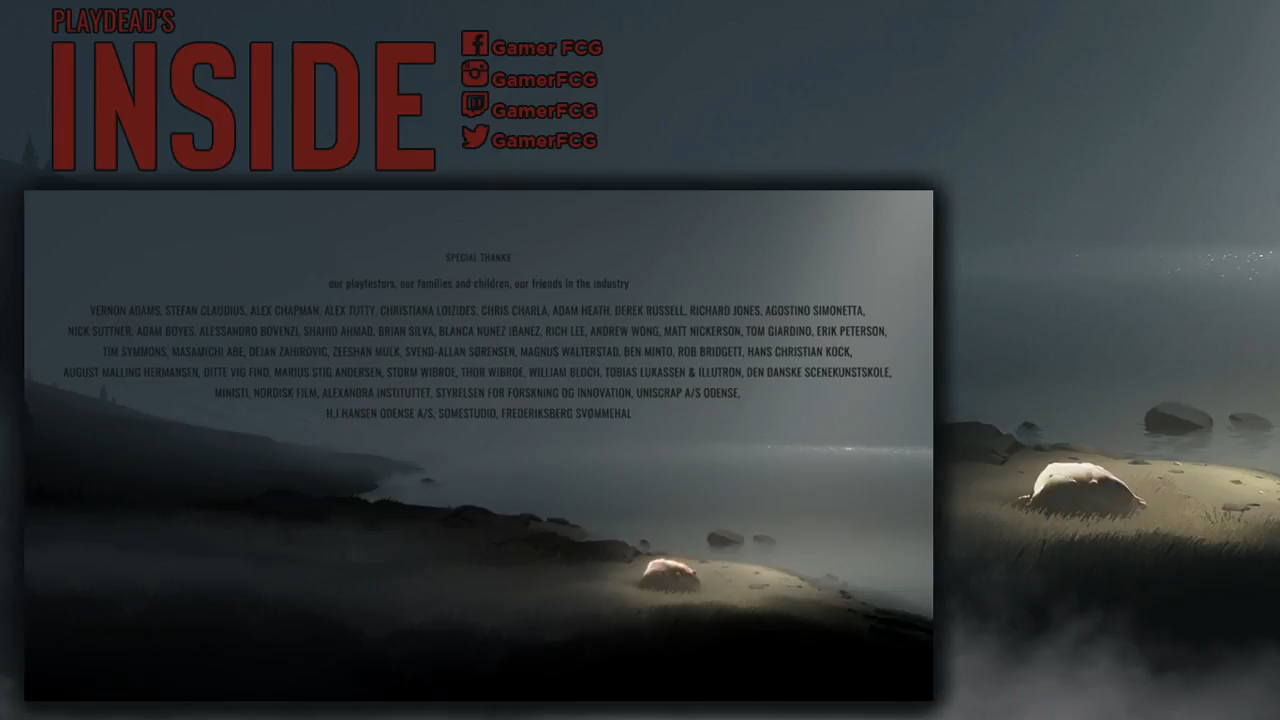 PLAYDEAD'S
INSIDE
Gamer FCG
GamerFCG
GamerFCG
GamerFCG
SPECIAL THANKS
our playtesters, our families and children, our friends in the industry
VERNON ADAMS, STEFAN CLAUDIUS, ALEX CHAPMAN, ALEX TUTTY, CHRISTIANA LOIZIDES, CHRIS CHARLA, ADAM HEATH, DEREK RUSSELL, RICHARD JONES, AGOSTINO SIMONETTA,
NICK SUTTNER, ADAM BOYES, ALESSANDRO BOVENZI, SHAHID AHMAD, BRIAN SILVA, BLANCA NUNEZ IBANEZ, RICH LEE, ANDREW WONG, MATT NICKERSON, TOM GIARDINO, ERIK PETERSON,
TIM SYMMONS, MASAMICHI ABE, DEJAN ZAHIROVIC, ZEESHAN MULK, SVEND-ALLAN SØRENSEN, MAGNUS WALTERSTAD, BEN MINTO, ROB BRIDGETT, HANS CHRISTIAN KOCK,
AUGUST MALLING HERMANSEN, DITTE VIG FIND, MARIUS STIG ANDERSEN, STORM WIBROE, THOR WIBROE, WILLIAM BLOCH, TOBIAS LUKASSEN & ILLUTRON, DEN DANSKE SCENEKUNSTSKOLE,
MINISTI, NORDISK FILM, ALEXANDRA INSTITUTTET, STYRELSEN FOR FORSKNING OG INNOVATION, UNISCRAP A/S ODENSE,
H.J.HANSEN ODENSE A/S, SOMESTUDIO, FREDERIKSBERG SVØMMEHAL